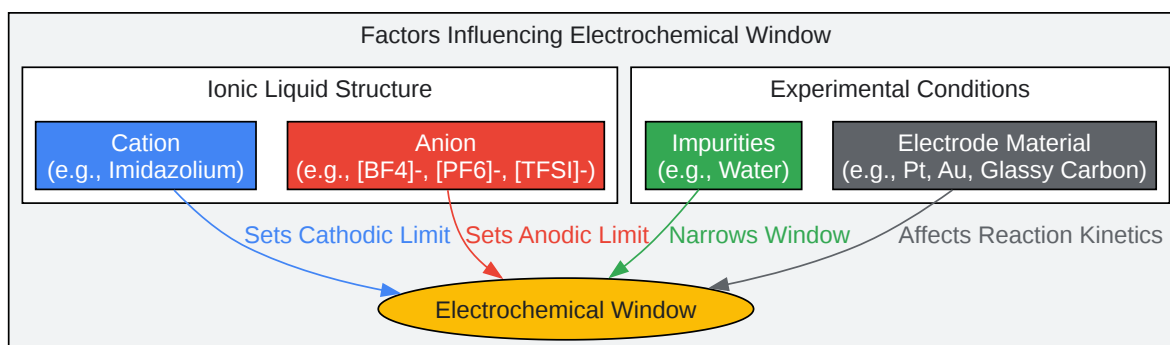 Factors Influencing Electrochemical Window
Ionic Liquid Structure
Experimental Conditions
Cation
(e.g., Imidazolium)
Anion
(e.g., [BF4]-, [PF6]-, [TFSI]-)
Impurities
(e.g., Water)
Electrode Material
(e.g., Pt, Au, Glassy Carbon)
Sets Cathodic Limit
Sets Anodic Limit
Narrows Window
Affects Reaction Kinetics
Electrochemical Window